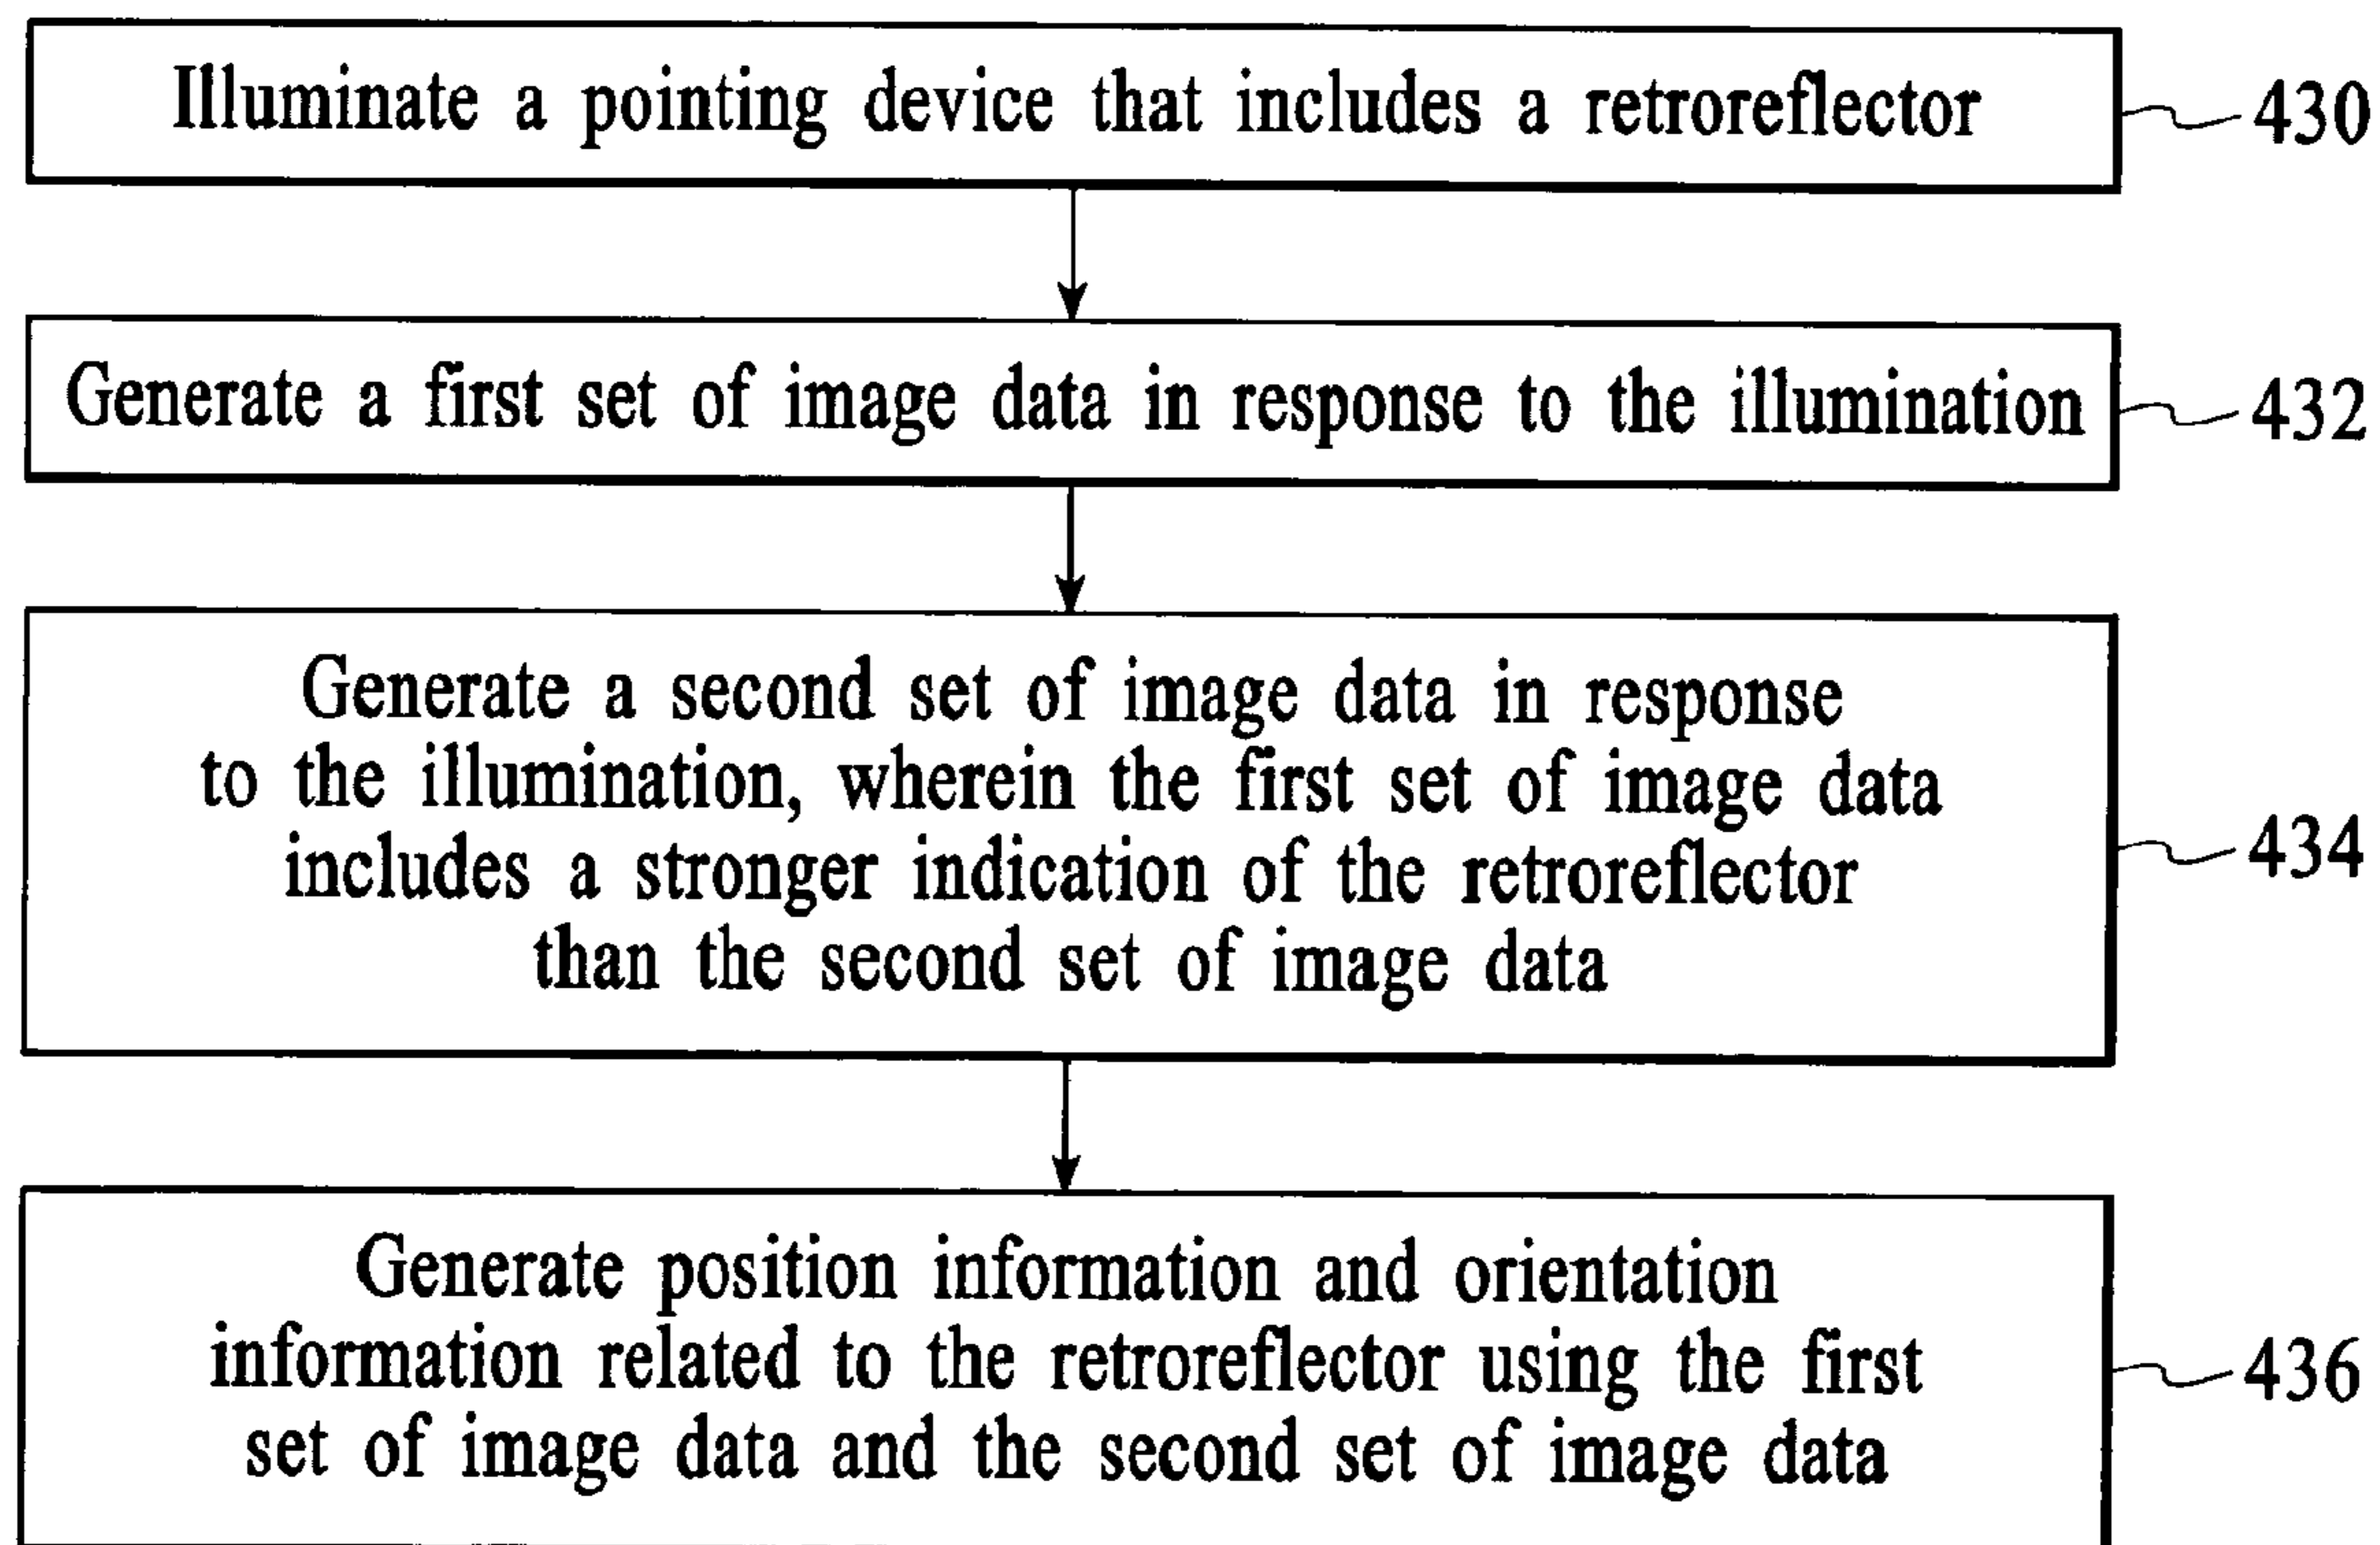 Illuminate a pointing device that includes a retroreflector
430
Generate a first set of image data in response to the illumination
432
Generate a second set of image data in response
to the illumination, wherein the first set of image data
includes a stronger indication of the retroreflector
than the second set of image data
434
Generate position information and orientation
information related to the retroreflector using the first
set of image data and the second set of image data
436